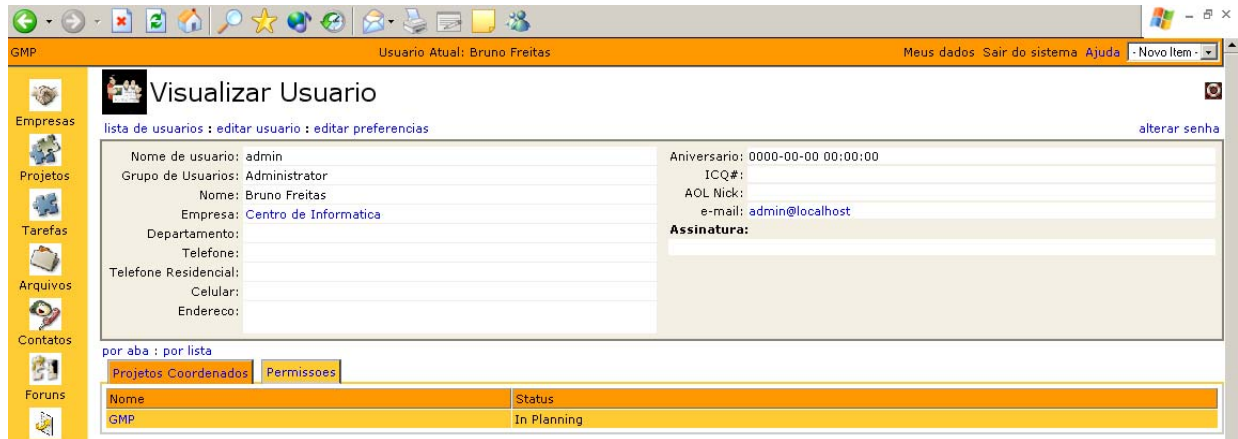 GMP Usuario Atual: Bruno Freitas Meus dados Sair do sistema Ajuda - Novo Item -
Empresas
Projetos
Tarefas
Arquivos
Contatos
Foruns
Visualizar Usuario
lista de usuarios : editar usuario : editar preferencias alterar senha
Nome de usuario: admin
Grupo de Usuarios: Administrator
Nome: Bruno Freitas
Empresa: Centro de Informatica
Departamento:
Telefone:
Telefone Residencial:
Celular:
Endereco:
Aniversario: 0000-00-00 00:00:00
ICQ#:
AOL Nick:
e-mail: admin@localhost
Assinatura:
por aba : por lista
Projetos Coordenados Permissoes
Nome Status
GMP In Planning